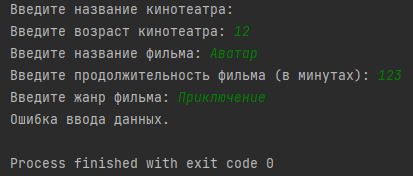 Введите название кинотеатра:
Введите возраст кинотеатра: 12
Введите название фильма: Аватар
Введите продолжительность фильма (в минутах): 123
Введите жанр фильма: Приключение
Ошибка ввода данных.
Process finished with exit code 0